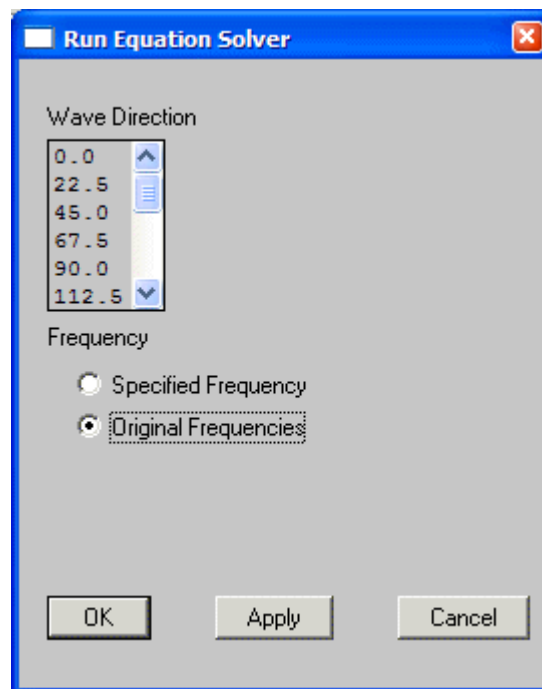 Run Equation Solver
Wave Direction
0.0
22.5
45.0
67.5
90.0
112.5
Frequency
Specified Frequency
Original Frequencies
OK Apply Cancel